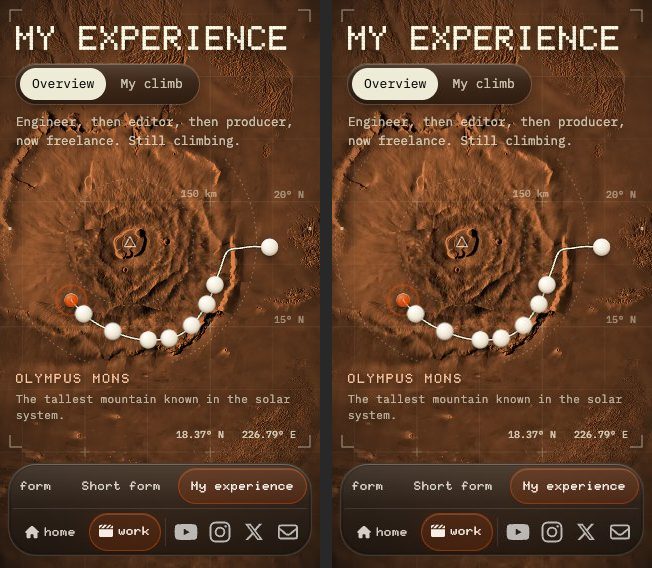 MY EXPERIENCE
Overview My climb
Engineer, then editor, then producer,
now freelance. Still climbing.
150 km 20° N
15° N
OLYMPUS MONS
The tallest mountain known in the solar
system.
18.37° N 226.79° E
form Short form My experience
home work
MY EXPERIENCE
Overview My climb
Engineer, then editor, then producer,
now freelance. Still climbing.
150 km 20° N
15° N
OLYMPUS MONS
The tallest mountain known in the solar
system.
18.37° N 226.79° E
form Short form My experience
home work